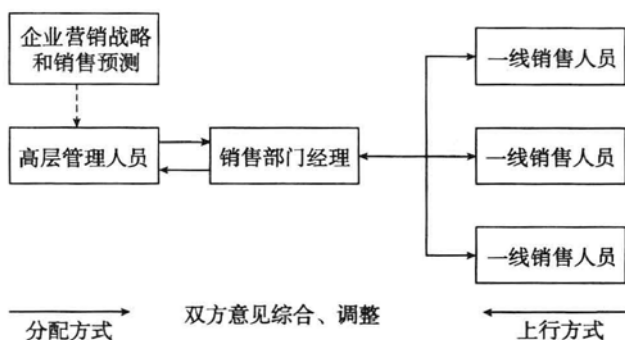 企业营销战略
和销售预测
一线销售人员
高层管理人员
销售部门经理
一线销售人员
一线销售人员
分配方式
双方意见综合、调整
上行方式